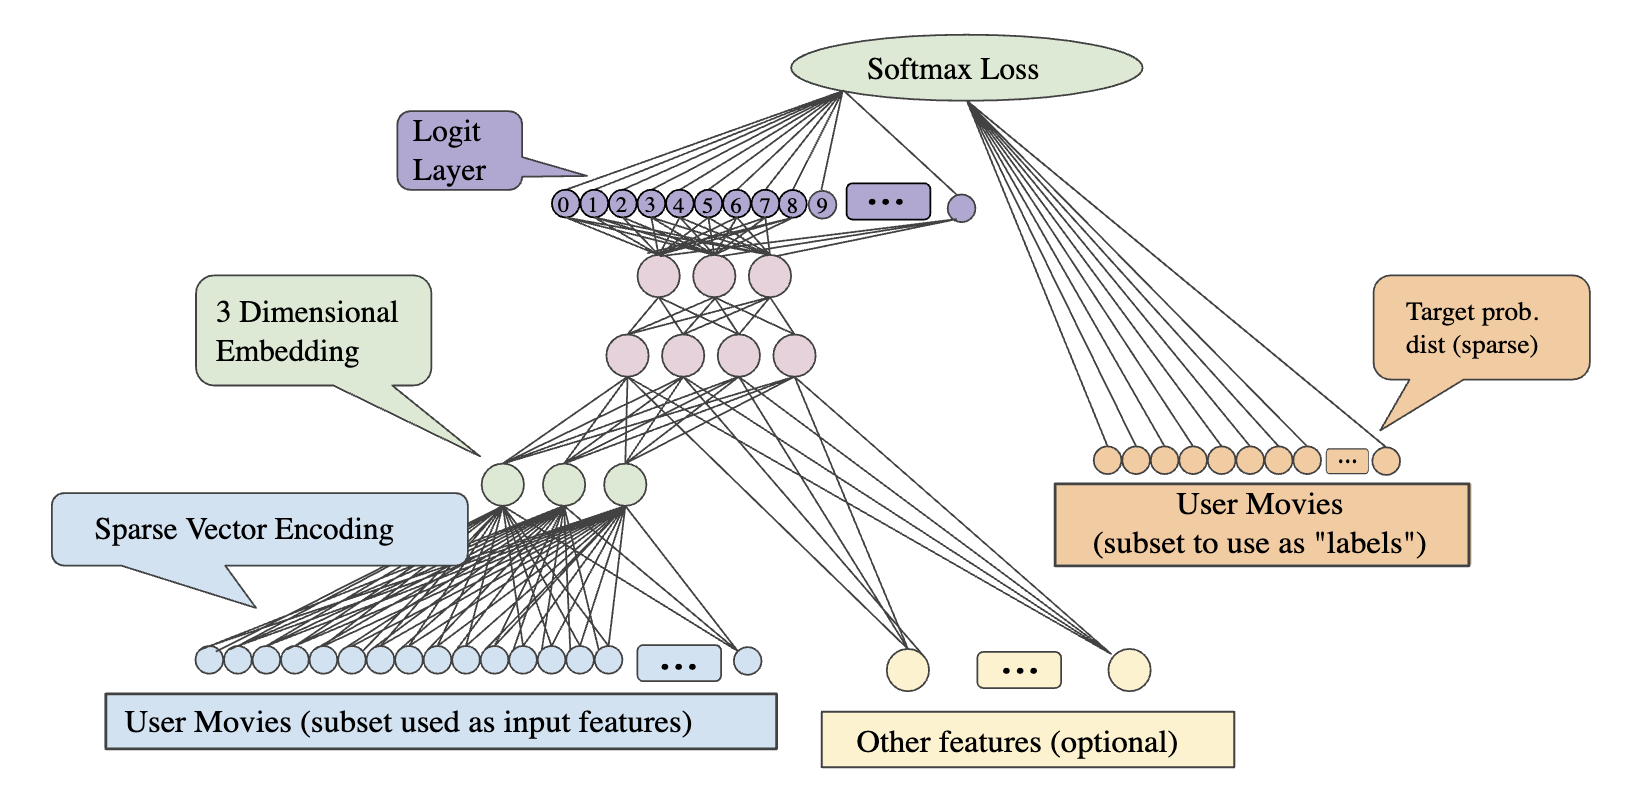 Softmax Loss
Logit
Layer
0 1 2 3 4 5 6 7 8 9 ...
3 Dimensional
Embedding
Target prob.
dist (sparse)
...
User Movies
(subset to use as "labels")
Sparse Vector Encoding
...
...
User Movies (subset used as input features)
Other features (optional)